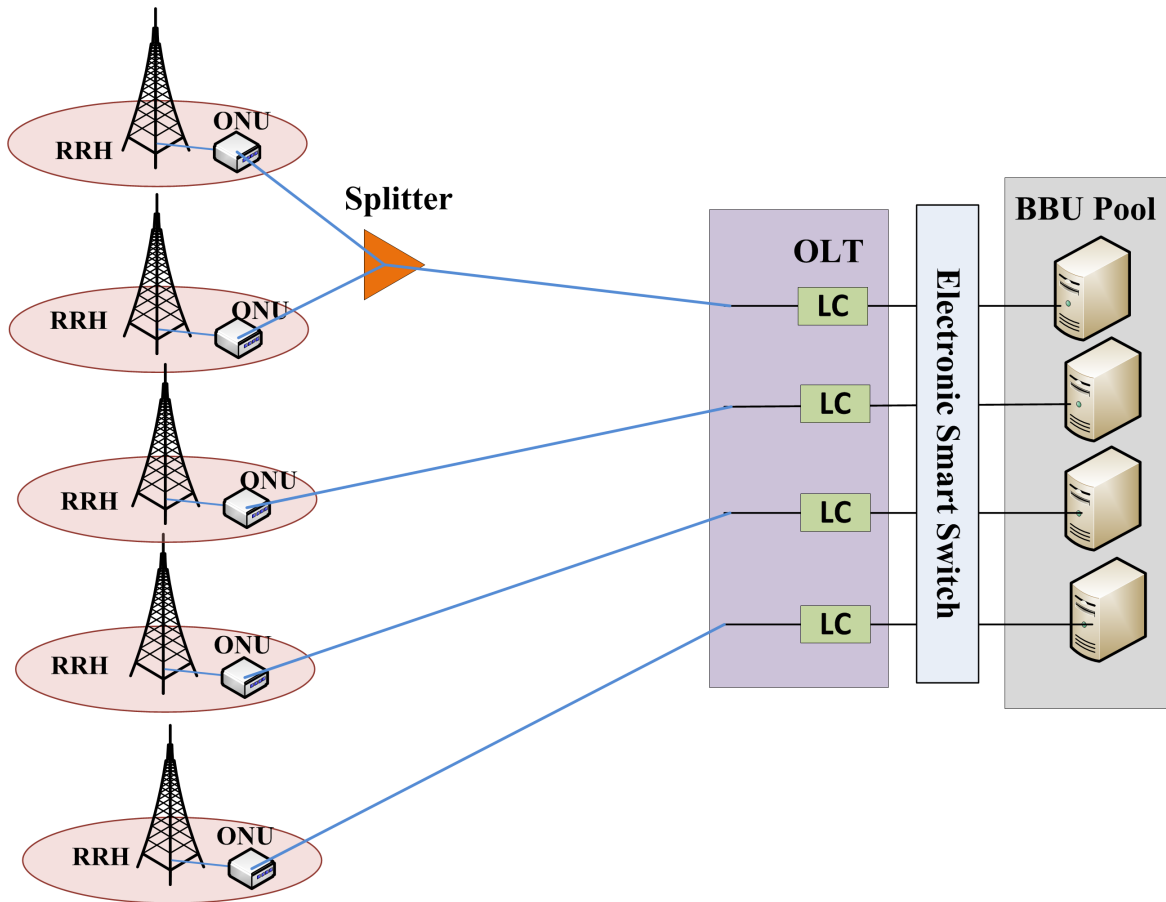 ONU
RRH
Splitter
ONU
RRH
ONU
RRH
ONU
RRH
ONU
RRH
OLT
LC
LC
LC
LC
Electronic Smart Switch
BBU Pool